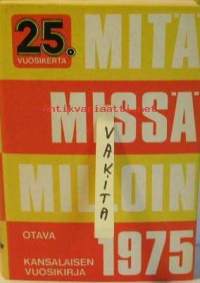 25.
VUOSIKERTA
MITÄ
MISSÄ
MILLOIN
VAKITA
OTAVA
KANSALAISEN
VUOSIKIRJA
1975